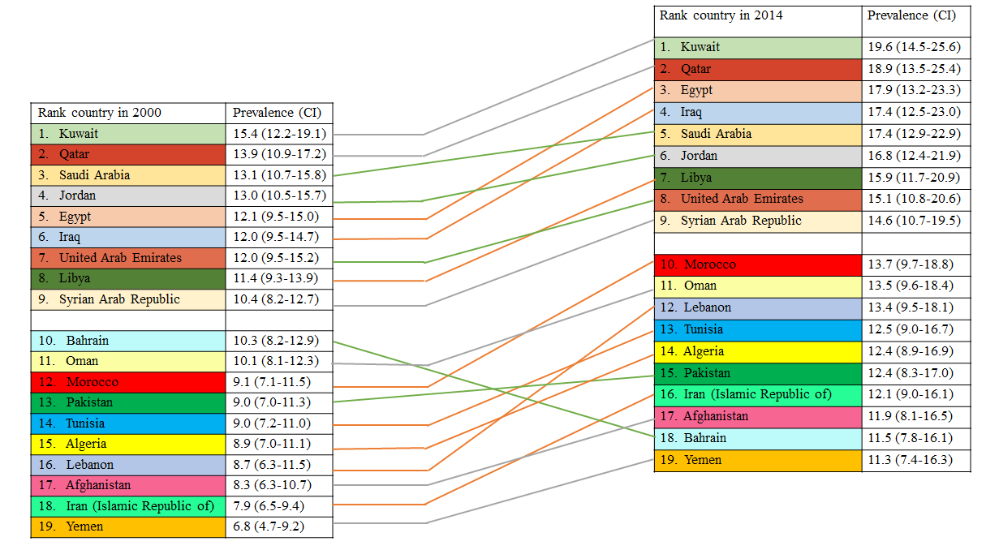 Rank country in 2000 Prevalence (CI)
1. Kuwait 15.4 (12.2-19.1)
2. Qatar 13.9 (10.9-17.2)
3. Saudi Arabia 13.1 (10.7-15.8)
4. Jordan 13.0 (10.5-15.7)
5. Egypt 12.1 (9.5-15.0)
6. Iraq 12.0 (9.5-14.7)
7. United Arab Emirates 12.0 (9.5-15.2)
8. Libya 11.4 (9.3-13.9)
9. Syrian Arab Republic 10.4 (8.2-12.7)
10. Bahrain 10.3 (8.2-12.9)
11. Oman 10.1 (8.1-12.3)
12. Morocco 9.1 (7.1-11.5)
13. Pakistan 9.0 (7.0-11.3)
14. Tunisia 9.0 (7.2-11.0)
15. Algeria 8.9 (7.0-11.1)
16. Lebanon 8.7 (6.3-11.5)
17. Afghanistan 8.3 (6.3-10.7)
18. Iran (Islamic Republic of) 7.9 (6.5-9.4)
19. Yemen 6.8 (4.7-9.2)
Rank country in 2014 Prevalence (CI)
1. Kuwait 19.6 (14.5-25.6)
2. Qatar 18.9 (13.5-25.4)
3. Egypt 17.9 (13.2-23.3)
4. Iraq 17.4 (12.5-23.0)
5. Saudi Arabia 17.4 (12.9-22.9)
6. Jordan 16.8 (12.4-21.9)
7. Libya 15.9 (11.7-20.9)
8. United Arab Emirates 15.1 (10.8-20.6)
9. Syrian Arab Republic 14.6 (10.7-19.5)
10. Morocco 13.7 (9.7-18.8)
11. Oman 13.5 (9.6-18.4)
12. Lebanon 13.4 (9.5-18.1)
13. Tunisia 12.5 (9.0-16.7)
14. Algeria 12.4 (8.9-16.9)
15. Pakistan 12.4 (8.3-17.0)
16. Iran (Islamic Republic of) 12.1 (9.0-16.1)
17. Afghanistan 11.9 (8.1-16.5)
18. Bahrain 11.5 (7.8-16.1)
19. Yemen 11.3 (7.4-16.3)